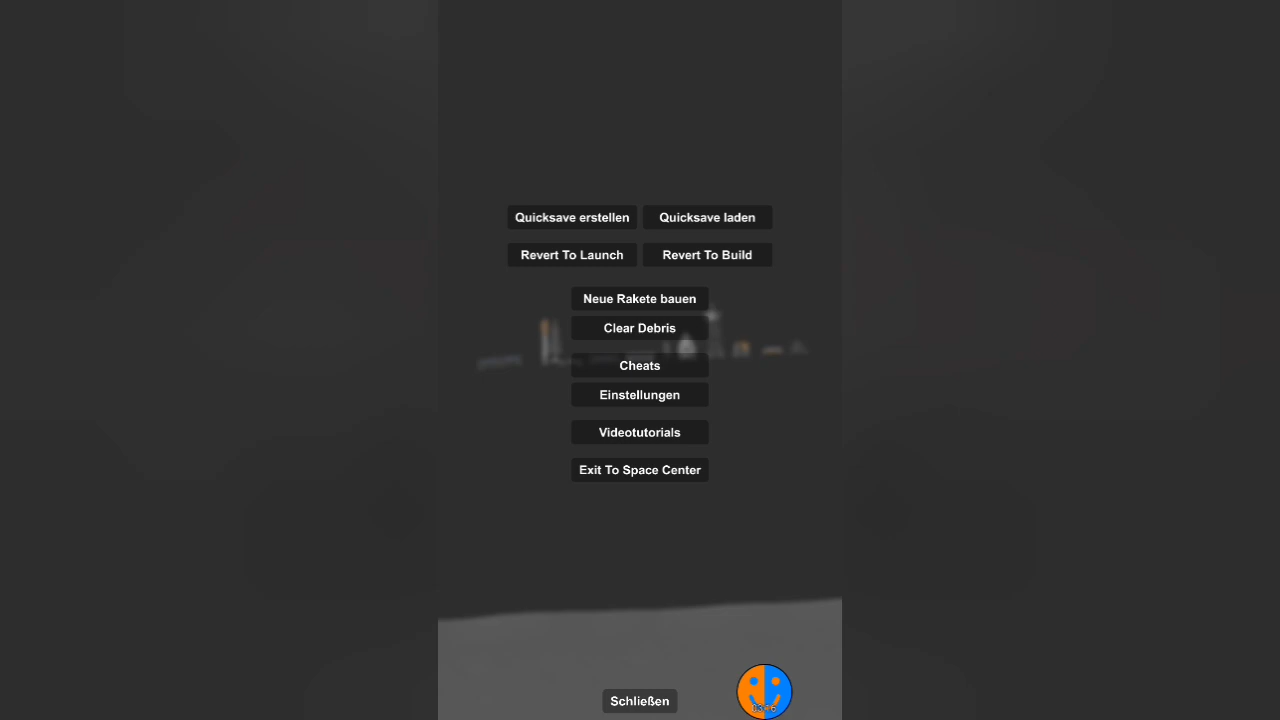 Quicksave erstellen Quicksave laden
Revert To Launch Revert To Build
Neue Rakete bauen
Clear Debris
Cheats
Einstellungen
Videotutorials
Exit To Space Center
Schließen